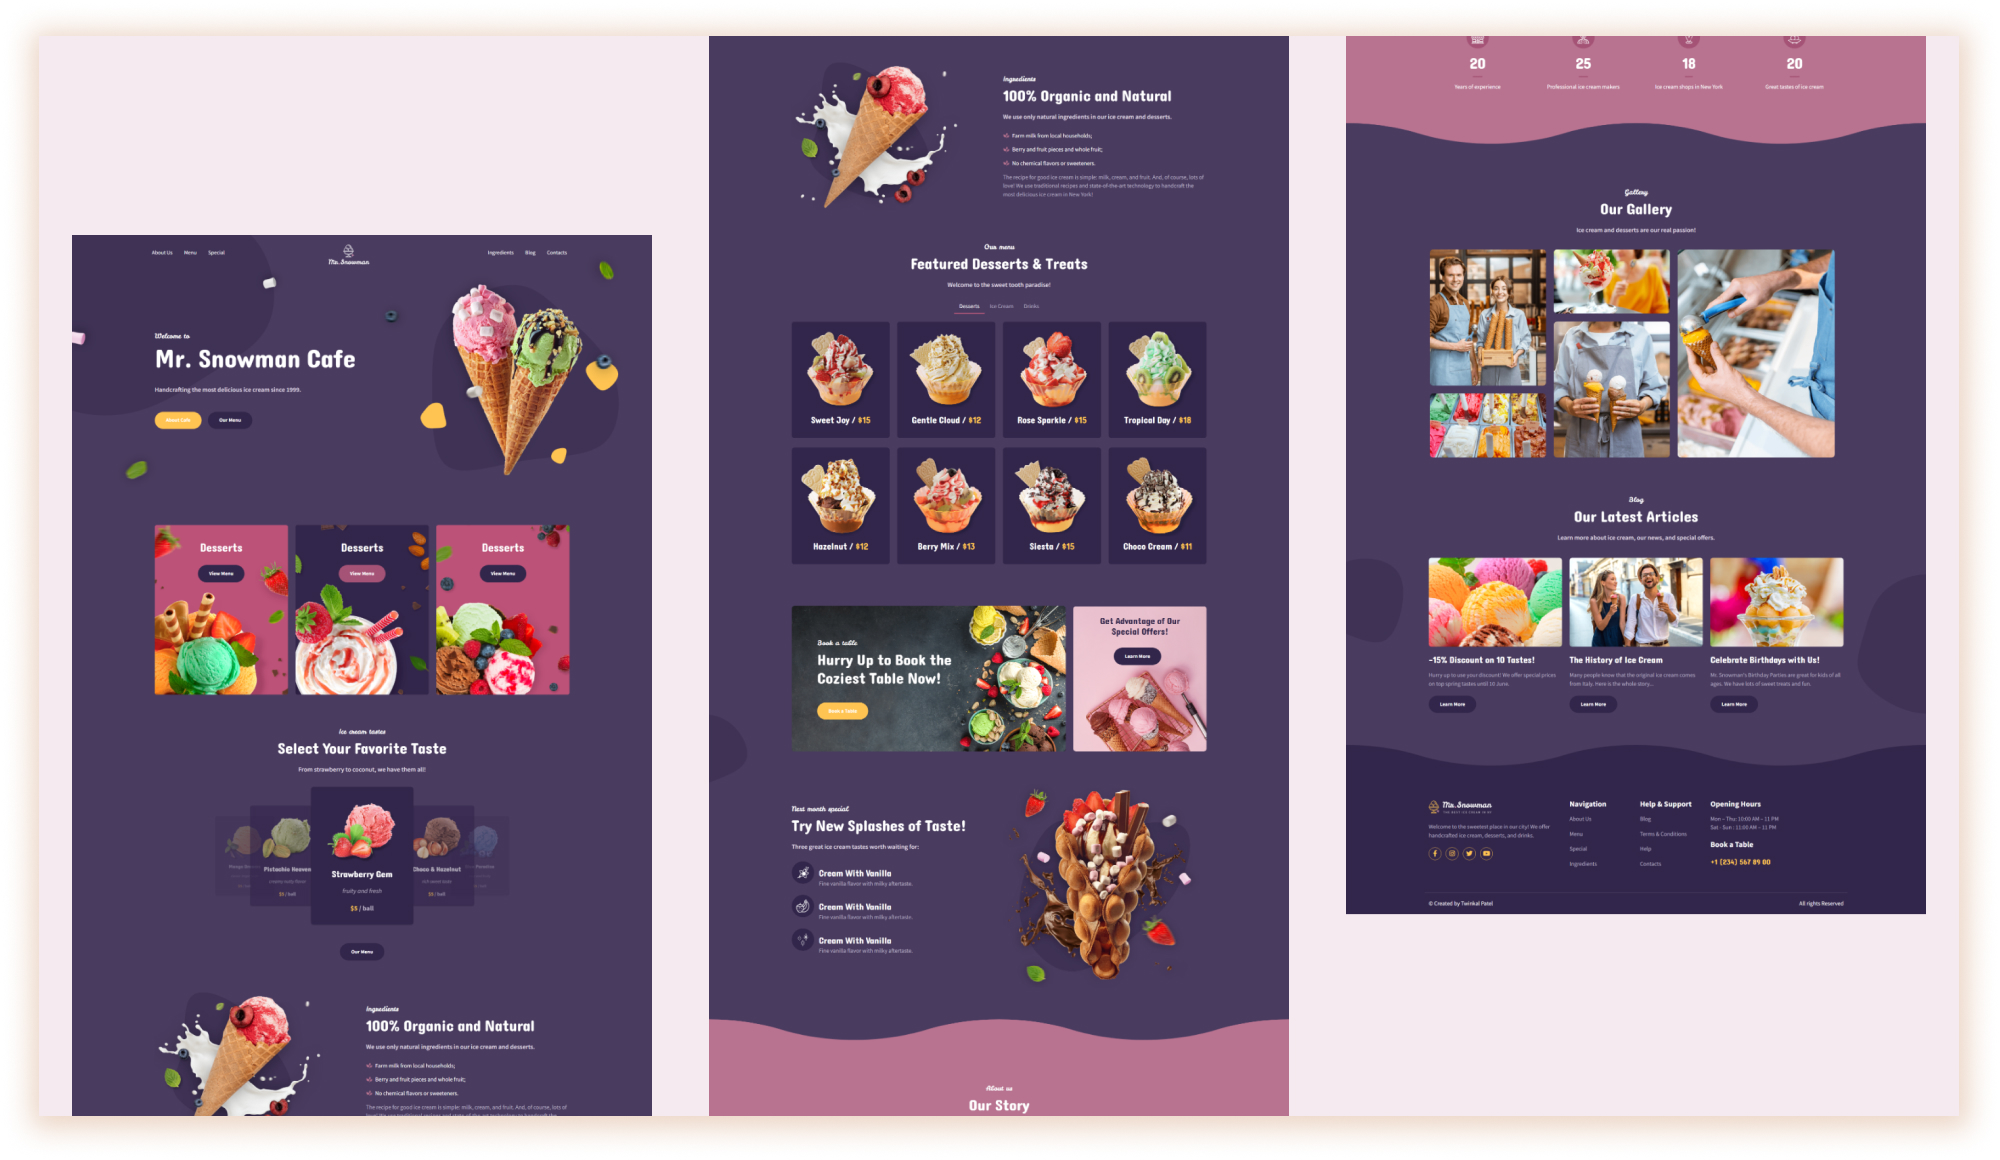 About Us Menu Special
Mr. Snowman
Ingredients Blog Contacts
Welcome to
Mr. Snowman Cafe
Handcrafting the most delicious ice cream since 1999.
About Cafe Our Menu
Desserts
View Menu
Desserts
View Menu
Desserts
View Menu
Ice cream tastes
Select Your Favorite Taste
From strawberry to coconut, we have them all!
Pistachio Heaven
$5 / ball
Strawberry Gem
fruity and fresh
$5 / ball
Choco & Hazelnut
$5 / ball
Our Menu
Ingredients
100% Organic and Natural
We use only natural ingredients in our ice cream and desserts.
Farm milk from local households;
Berry and fruit pieces and whole fruit;
No chemical flavors or sweeteners.
The recipe for good ice cream is simple: milk, cream, and fruit. And, of course, lots of
Ingredients
100% Organic and Natural
We use only natural ingredients in our ice cream and desserts.
Farm milk from local households;
Berry and fruit pieces and whole fruit;
No chemical flavors or sweeteners.
The recipe for good ice cream is simple: milk, cream, and fruit. And, of course, lots of
love! We use traditional recipes and state-of-the-art technology to handcraft the
most delicious ice cream in New York!
Our menu
Featured Desserts & Treats
Welcome to the sweet tooth paradise!
Desserts Ice Cream Drinks
Sweet Joy / $15
Gentle Cloud / $12
Rose Sparkle / $15
Tropical Day / $18
Hazelnut / $12
Berry Mix / $13
Siesta / $15
Choco Cream / $11
Book a table
Hurry Up to Book the
Coziest Table Now!
Book a Table
Get Advantage of Our
Special Offers!
Learn More
Next month special
Try New Splashes of Taste!
Three great ice cream tastes worth waiting for:
Cream With Vanilla
Fine vanilla flavor with milky aftertaste.
Cream With Vanilla
Fine vanilla flavor with milky aftertaste.
Cream With Vanilla
Fine vanilla flavor with milky aftertaste.
About us
Our Story
20
Years of experience
25
Professional ice cream makers
18
Ice cream shops in New York
20
Great tastes of ice cream
Gallery
Our Gallery
Ice cream and desserts are our real passion!
Blog
Our Latest Articles
Learn more about ice cream, our news, and special offers.
-15% Discount on 10 Tastes!
Hurry up to use your discount! We offer special prices
on top spring tastes until 10 June.
Learn More
The History of Ice Cream
Many people know that the original ice cream comes
from Italy. Here is the whole story...
Learn More
Celebrate Birthdays with Us!
Mr. Snowman's Birthday Parties are great for kids of all
ages. We have lots of sweet treats and fun.
Learn More
Mr. Snowman
Welcome to the sweetest place in our city! We offer
handcrafted ice cream, desserts, and drinks.
Navigation
About Us
Menu
Special
Ingredients
Help & Support
Blog
Terms & Conditions
Help
Contacts
Opening Hours
Mon - Thu: 10:00 AM - 11 PM
Sat - Sun : 11:00 AM - 11 PM
Book a Table
+1 (234) 567 89 00
© Created by Twinkal Patel
All rights Reserved